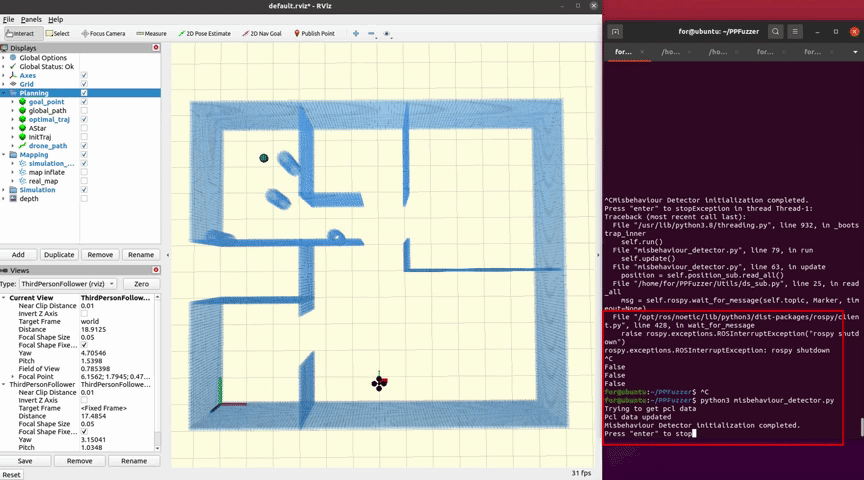 default.rviz* - RViz
File Panels Help
Interact Select Focus Camera Measure 2D Pose Estimate 2D Nav Goal Publish Point
Displays
Global Options
Global Status: Ok
Axes
Grid
Planning
goal_point
global_path
optimal_traj
AStar
InitTraj
drone_path
Mapping
simulation_...
map inflate
real_map
Simulation
depth
Add Duplicate Remove Rename
Views
Type: ThirdPersonFollower (rviz) Zero
Current View ThirdPersonFollower...
Near Clip Distance 0.01
Invert Z Axis
Target Frame world
Distance 18.9125
Focal Shape Size 0.05
Focal Shape Fixe...
Yaw 4.70546
Pitch 1.5398
Field of View 0.785398
Focal Point 6.1562; 1.7945; 0.47...
ThirdPersonFollower ThirdPersonFollower...
Near Clip Distance 0.01
Invert Z Axis
Target Frame <Fixed Frame>
Distance 17.4854
Focal Shape Size 0.05
Focal Shape Fixe...
Yaw 3.15041
Pitch 1.0348
Save Remove Rename
Reset
31 fps
for@ubuntu: ~/PPFuzzer
for... /ho... /ho... for... for...
^CMisbehaviour Detector initialization completed.
Press "enter" to stopException in thread Thread-1:
Traceback (most recent call last):
File "/usr/lib/python3.8/threading.py", line 932, in _boots
trap_inner
self.run()
File "misbehaviour_detector.py", line 79, in run
self.update()
File "misbehaviour_detector.py", line 63, in update
position = self.position_sub.read_all()
File "/home/for/PPFuzzer/Utils/ds_sub.py", line 25, in read
_all
msg = self.rospy.wait_for_message(self.topic, Marker, tim
eout=None)
File "/opt/ros/noetic/lib/python3/dist-packages/rospy/clien
t.py", line 428, in wait_for_message
raise rospy.exceptions.ROSInterruptException("rospy shutd
own")
rospy.exceptions.ROSInterruptException: rospy shutdown
^C
False
False
False
for@ubuntu:~/PPFuzzer$ ^C
for@ubuntu:~/PPFuzzer$ python3 misbehaviour_detector.py
Trying to get pcl data
Pcl data updated
Misbehaviour Detector initialization completed.
Press "enter" to stop